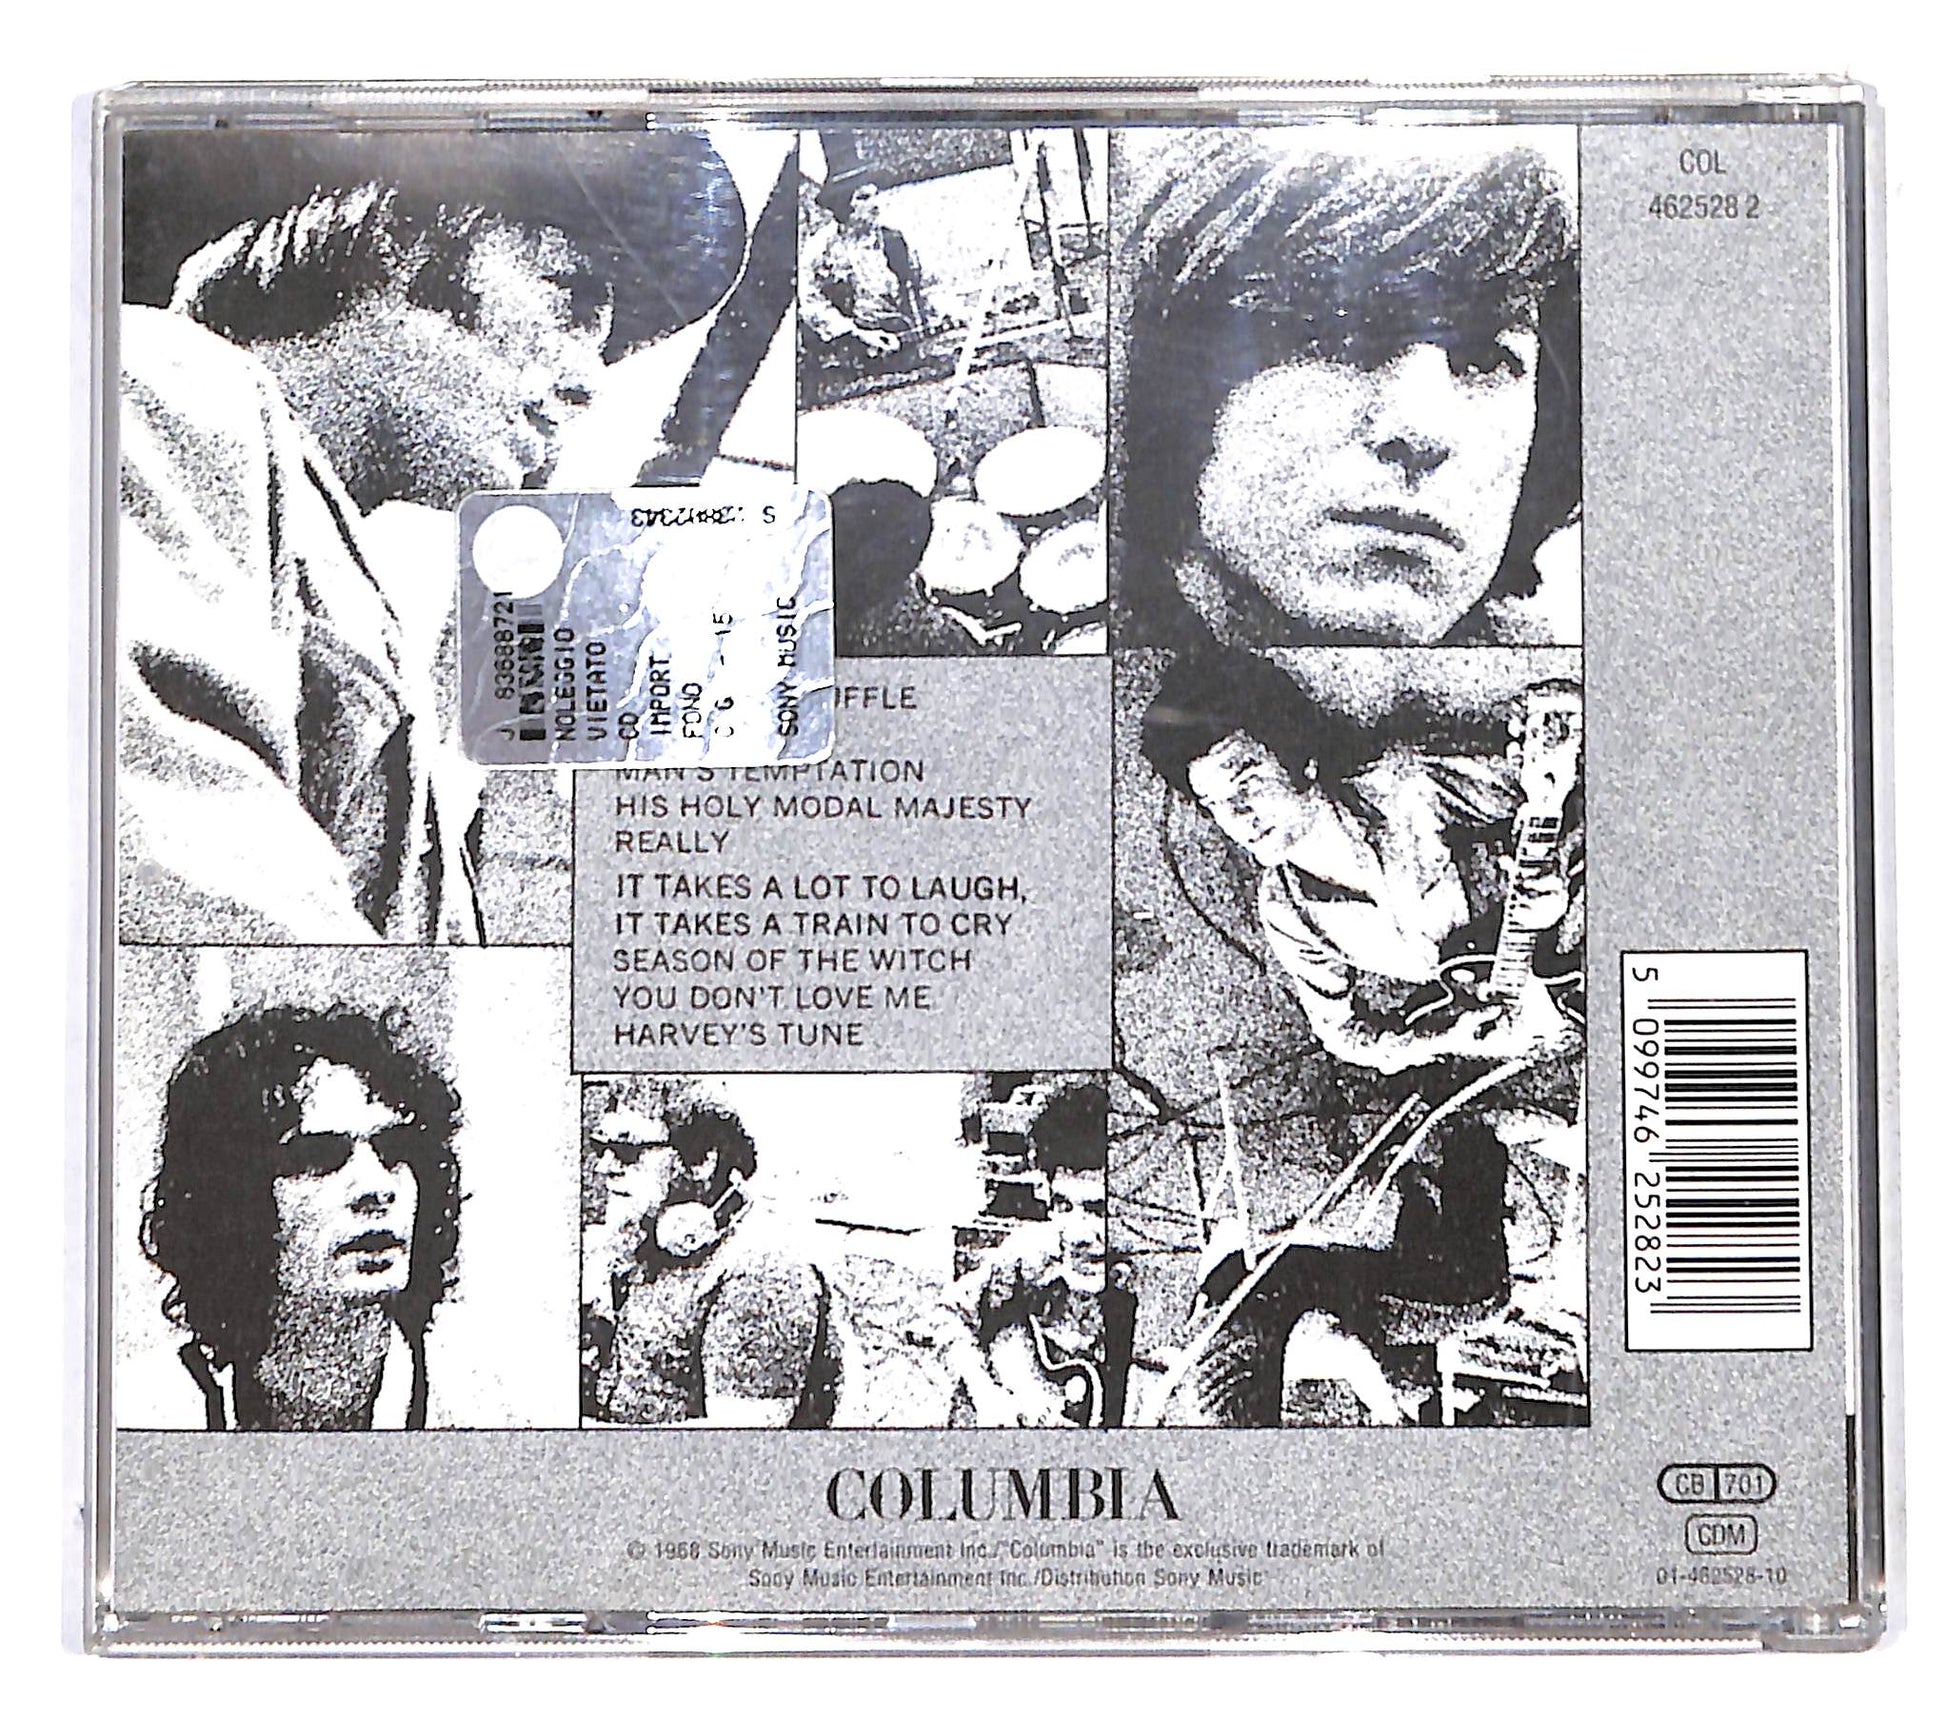 COL
462528 2
J 83688721
NOLEGGIO
VIETATO
CD
IMPORT
FONO
SONY MUSIC
UFFLE
MAN'S TEMPTATION
HIS HOLY MODAL MAJESTY
REALLY
IT TAKES A LOT TO LAUGH,
IT TAKES A TRAIN TO CRY
SEASON OF THE WITCH
YOU DON'T LOVE ME
HARVEY'S TUNE
5 099746 252823
COLUMBIA
© 1968 Sony Music Entertainment Inc./"Columbia" is the exclusive trademark of
Sony Music Entertainment Inc./Distribution Sony Music
CB 701
CDM
01-462528-10